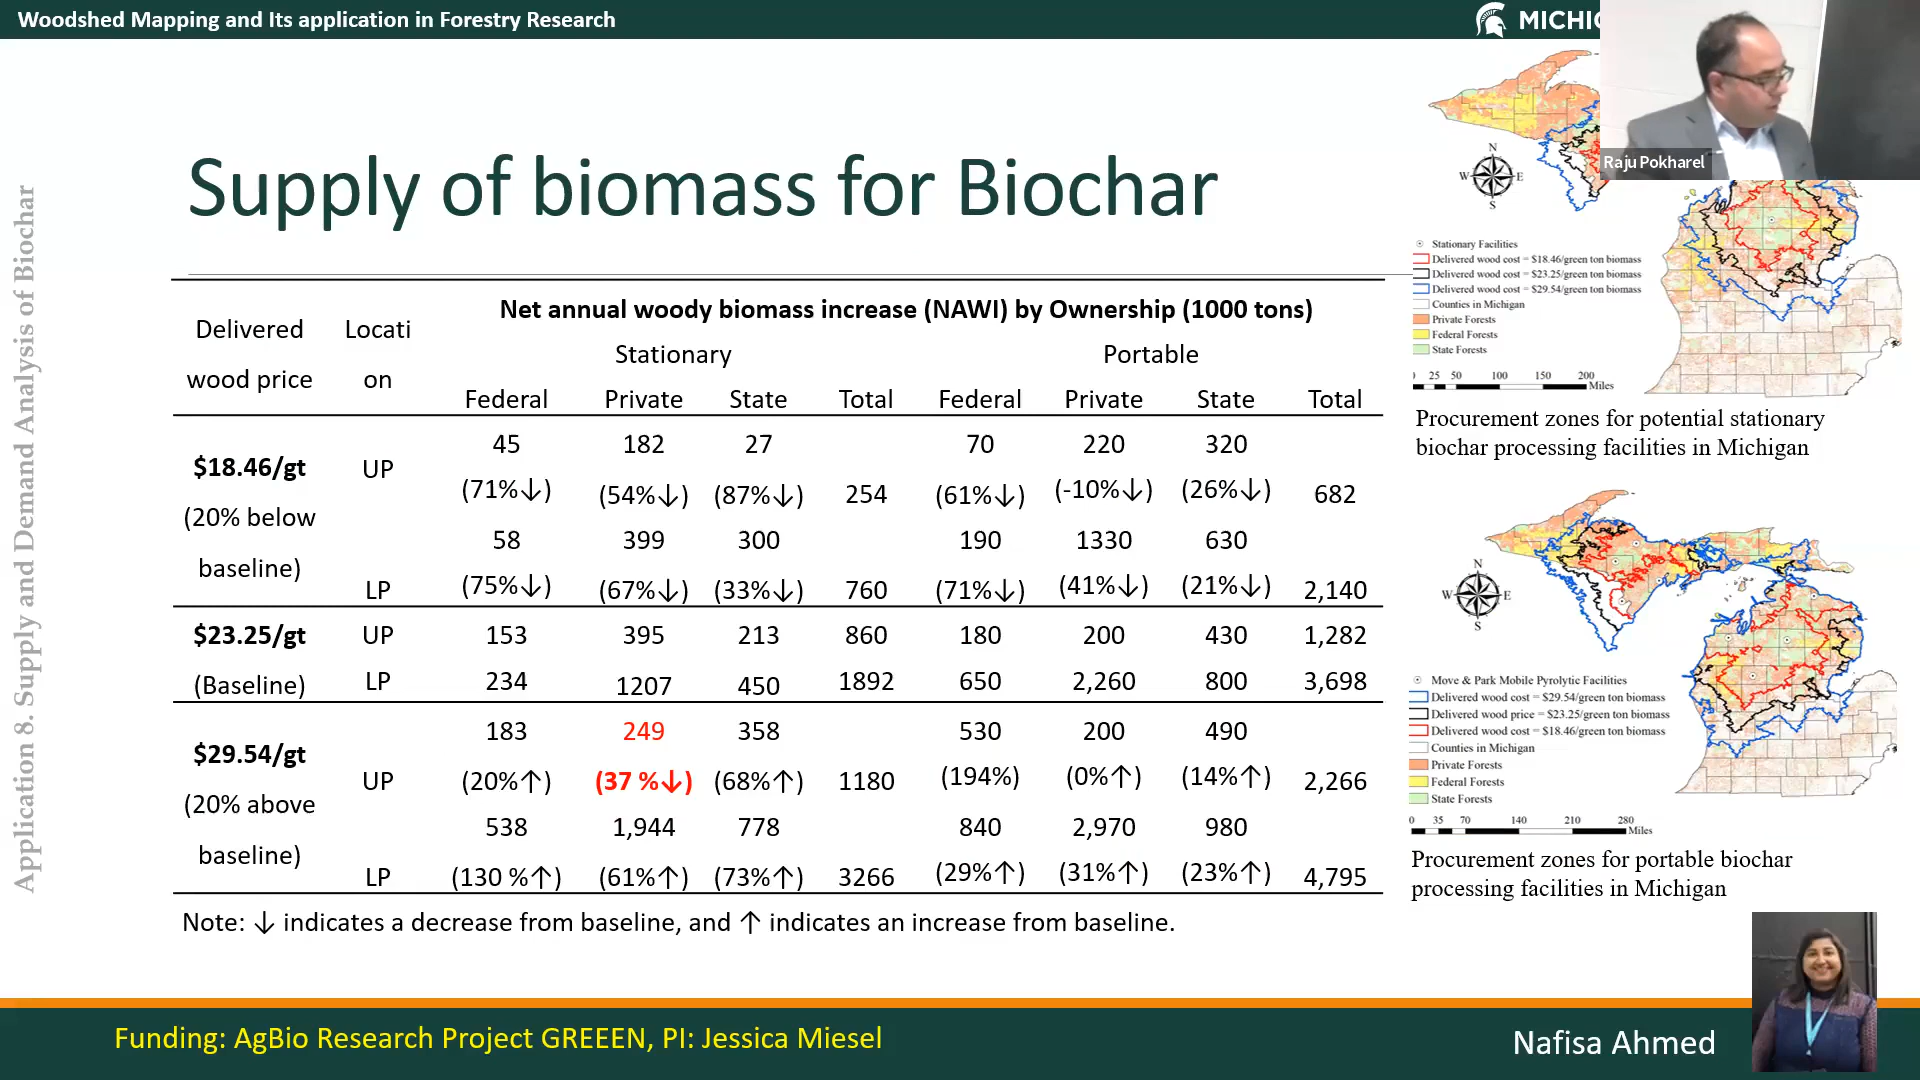 Woodshed Mapping and Its application in Forestry Research
MICHIG
Raju Pokharel
Application 8. Supply and Demand Analysis of Biochar
Supply of biomass for Biochar
Delivered wood price
Locati on
Net annual woody biomass increase (NAWI) by Ownership (1000 tons)
Stationary Portable
Federal Private State Total Federal Private State Total
$18.46/gt (20% below baseline)
UP 45 (71%↓) 182 (54%↓) 27 (87%↓) 254 70 (61%↓) 220 (-10%↓) 320 (26%↓) 682
LP 58 (75%↓) 399 (67%↓) 300 (33%↓) 760 190 (71%↓) 1330 (41%↓) 630 (21%↓) 2,140
$23.25/gt (Baseline)
UP 153 395 213 860 180 200 430 1,282
LP 234 1207 450 1892 650 2,260 800 3,698
$29.54/gt (20% above baseline)
UP 183 (20%↑) 249 (37 %↓) 358 (68%↑) 1180 530 (194%) 200 (0%↑) 490 (14%↑) 2,266
LP 538 (130 %↑) 1,944 (61%↑) 778 (73%↑) 3266 840 (29%↑) 2,970 (31%↑) 980 (23%↑) 4,795
Note: ↓ indicates a decrease from baseline, and ↑ indicates an increase from baseline.
N
W E
S
Stationary Facilities
Delivered wood cost = $18.46/green ton biomass
Delivered wood cost = $23.25/green ton biomass
Delivered wood cost = $29.54/green ton biomass
Counties in Michigan
Private Forests
Federal Forests
State Forests
25 50 100 150 200
Miles
Procurement zones for potential stationary
biochar processing facilities in Michigan
N
W E
S
Move & Park Mobile Pyrolytic Facilities
Delivered wood cost = $29.54/green ton biomass
Delivered wood price = $23.25/green ton biomass
Delivered wood cost = $18.46/green ton biomass
Counties in Michigan
Private Forests
Federal Forests
State Forests
0 35 70 140 210 280
Miles
Procurement zones for portable biochar
processing facilities in Michigan
Funding: AgBio Research Project GREEEN, PI: Jessica Miesel
Nafisa Ahmed